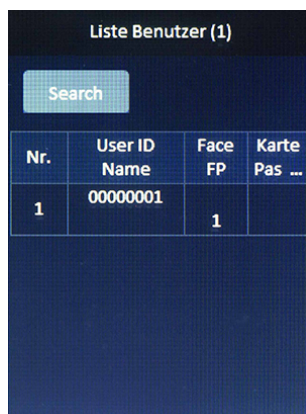 Liste Benutzer (1)
Search
Nr. User ID Name Face FP Karte Pas ...
1 00000001 1